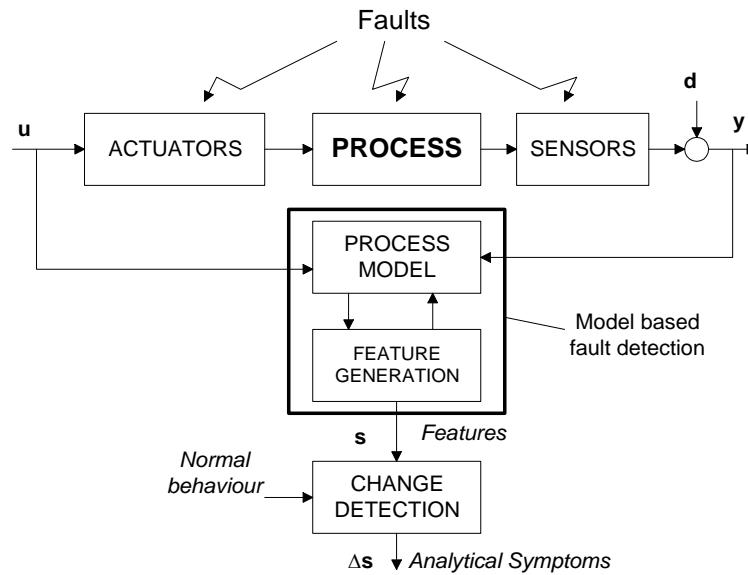 Faults
d
u
y
ACTUATORS
PROCESS
SENSORS
PROCESS
MODEL
Model based
fault detection
FEATURE
GENERATION
s
Features
Normal
behaviour
CHANGE
DETECTION
Δs
Analytical Symptoms